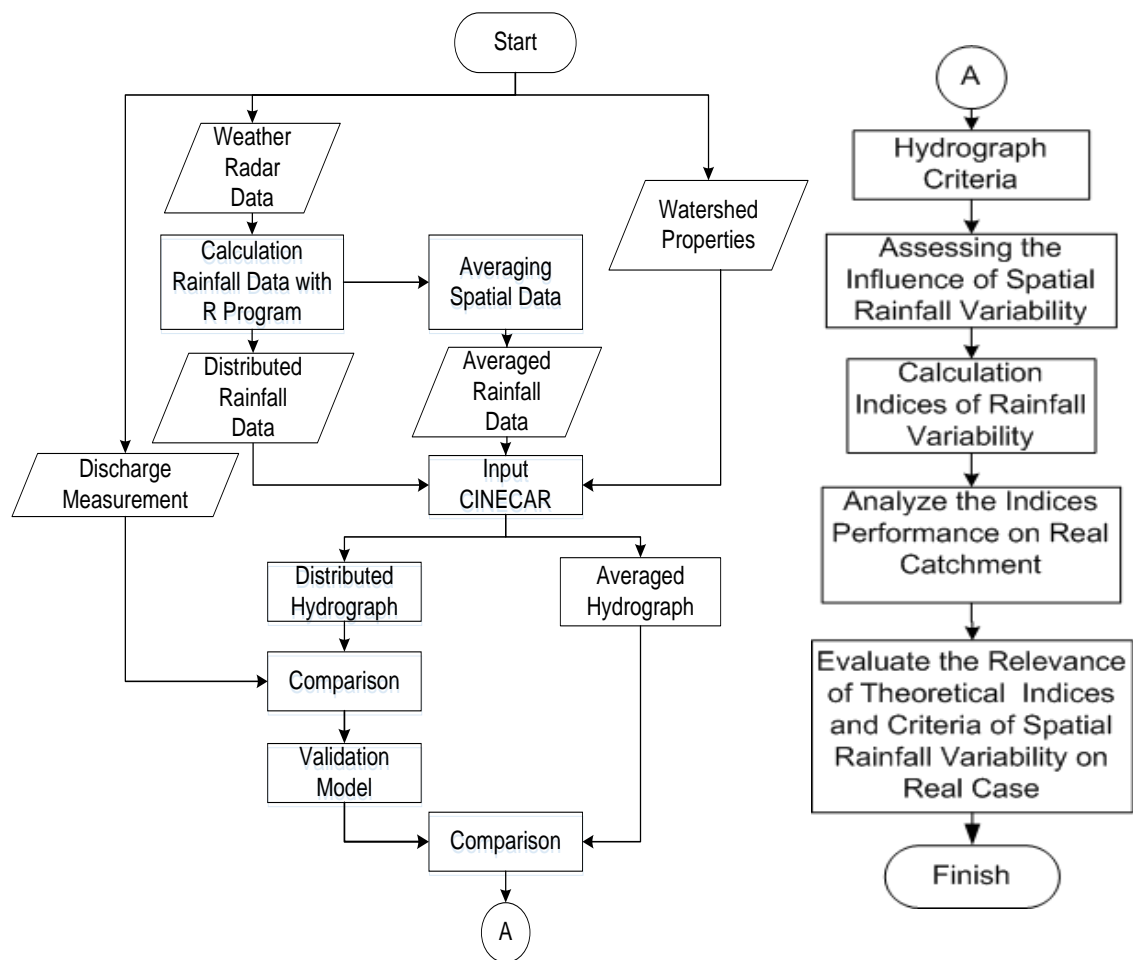 Start
Weather
Radar
Data
Watershed
Properties
Calculation
Rainfall Data with
R Program
Averaging
Spatial Data
Distributed
Rainfall
Data
Averaged
Rainfall
Data
Discharge
Measurement
Input
CINECAR
Distributed
Hydrograph
Averaged
Hydrograph
Comparison
Validation
Model
Comparison
A
A
Hydrograph
Criteria
Assessing the
Influence of Spatial
Rainfall Variability
Calculation
Indices of Rainfall
Variability
Analyze the Indices
Performance on Real
Catchment
Evaluate the Relevance
of Theoretical Indices
and Criteria of Spatial
Rainfall Variability on
Real Case
Finish